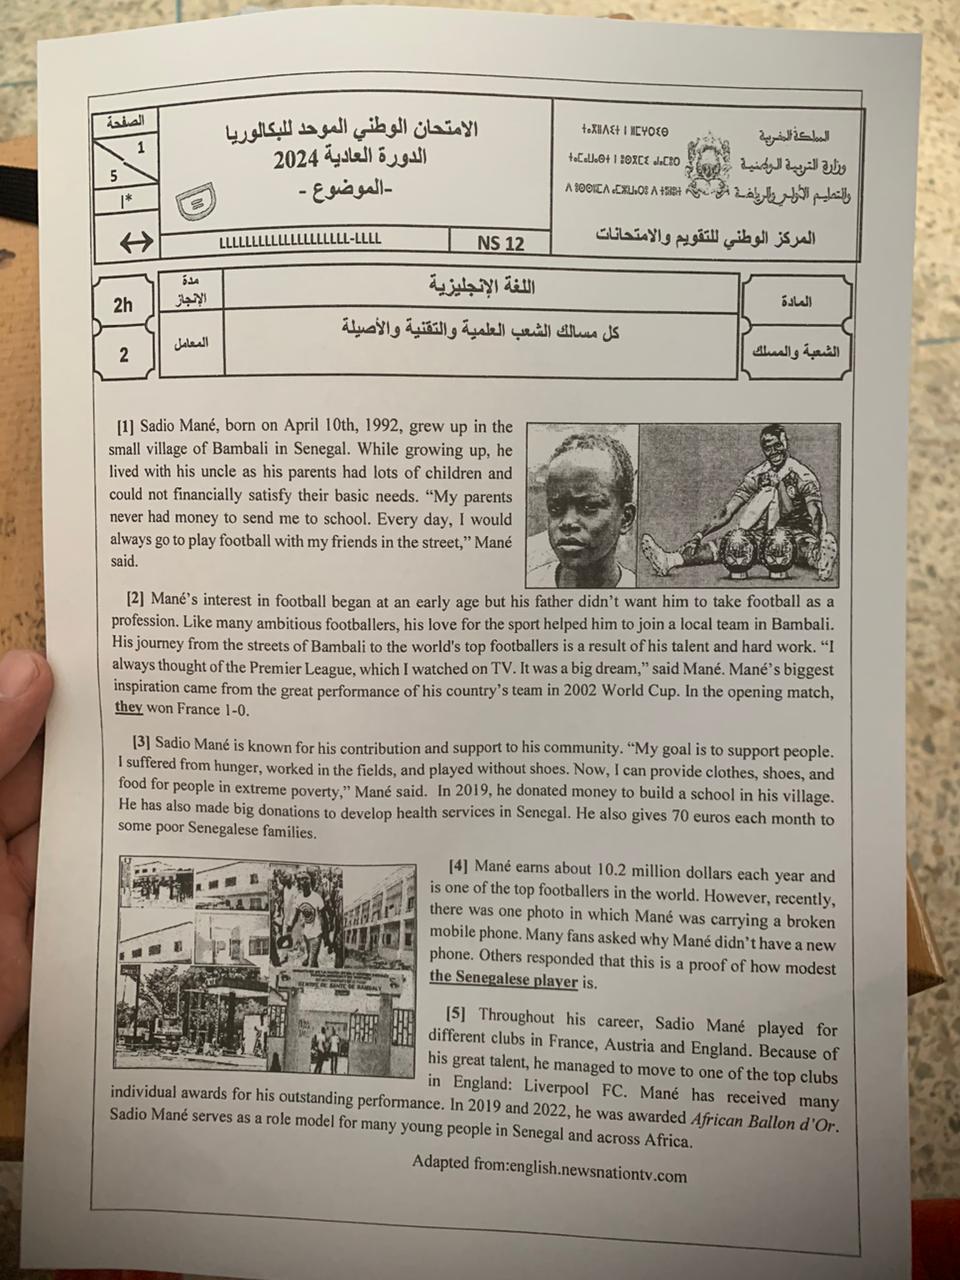 الصفحة
1
5
*I
الامتحان الوطني الموحد للبكالوريا
الدورة العادية 2024
-الموضوع -
LLLLLLLLLLLLLLLLLLLL-LLLL
NS 12
المملكة المغربية
وزارة التربية الوطنية
والتعليم الأولي والرياضة
المركز الوطني للتقويم والامتحانات
2h
مدة
الإنجاز
اللغة الإنجليزية
المادة
2
المعامل
كل مسالك الشعب العلمية والتقنية والأصيلة
الشعبة والمسلك
[1] Sadio Mané, born on April 10th, 1992, grew up in the
small village of Bambali in Senegal. While growing up, he
lived with his uncle as his parents had lots of children and
could not financially satisfy their basic needs. “My parents
never had money to send me to school. Every day, I would
always go to play football with my friends in the street,” Mané
said.
[2] Mané’s interest in football began at an early age but his father didn’t want him to take football as a
profession. Like many ambitious footballers, his love for the sport helped him to join a local team in Bambali.
His journey from the streets of Bambali to the world's top footballers is a result of his talent and hard work. “I
always thought of the Premier League, which I watched on TV. It was a big dream,” said Mané. Mané’s biggest
inspiration came from the great performance of his country’s team in 2002 World Cup. In the opening match,
they won France 1-0.
[3] Sadio Mané is known for his contribution and support to his community. “My goal is to support people.
I suffered from hunger, worked in the fields, and played without shoes. Now, I can provide clothes, shoes, and
food for people in extreme poverty,” Mané said. In 2019, he donated money to build a school in his village.
He has also made big donations to develop health services in Senegal. He also gives 70 euros each month to
some poor Senegalese families.
[4] Mané earns about 10.2 million dollars each year and
is one of the top footballers in the world. However, recently,
there was one photo in which Mané was carrying a broken
mobile phone. Many fans asked why Mané didn’t have a new
phone. Others responded that this is a proof of how modest
the Senegalese player is.
[5] Throughout his career, Sadio Mané played for
different clubs in France, Austria and England. Because of
his great talent, he managed to move to one of the top clubs
in England: Liverpool FC. Mané has received many
individual awards for his outstanding performance. In 2019 and 2022, he was awarded African Ballon d’Or.
Sadio Mané serves as a role model for many young people in Senegal and across Africa.
Adapted from:english.newsnationtv.com